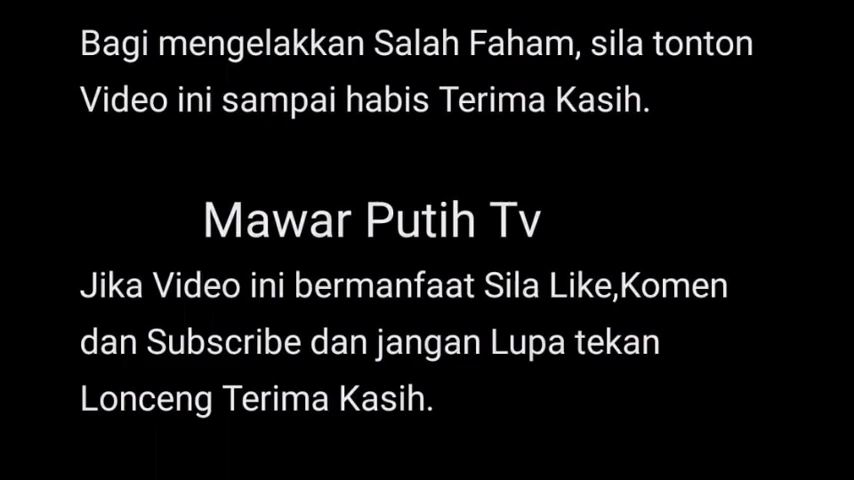 Bagi mengelakkan Salah Faham, sila tonton
Video ini sampai habis Terima Kasih.
Mawar Putih Tv
Jika Video ini bermanfaat Sila Like,Komen
dan Subscribe dan jangan Lupa tekan
Lonceng Terima Kasih.